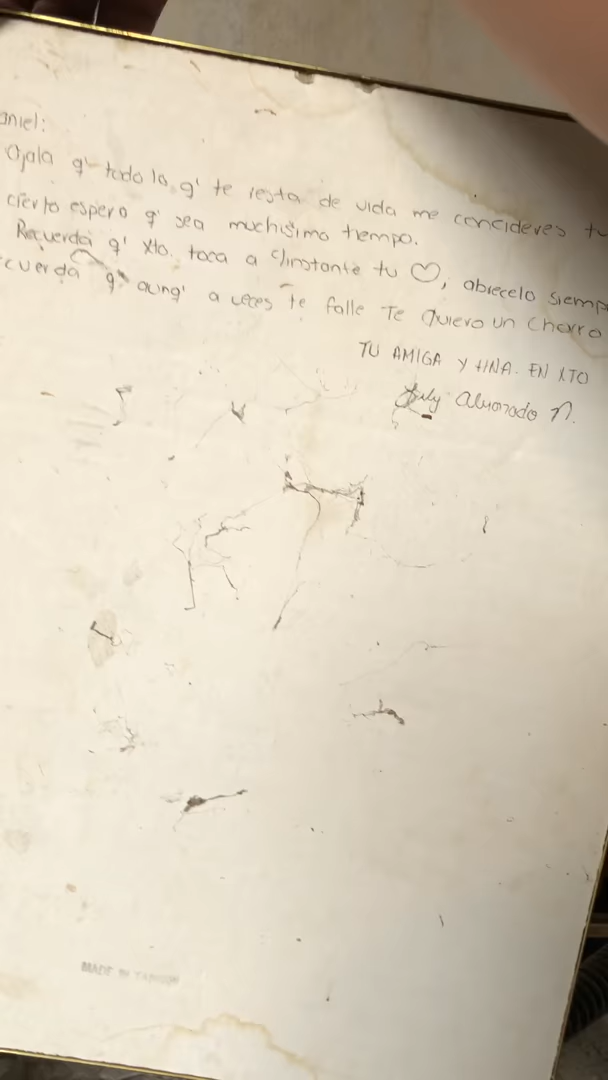 aniel:
Ojala q' todo lo q' te resta de vida me concideres tu
cierto espero q' sea muchisimo tiempo.
Recuerda q' Xto. toca a c/instante tu ♡, abrecelo siemp
cuerda q' aunq' a veces te falle Te Quiero un chorro
TU AMIGA Y HNA. EN XTO
Alvarado N.
MADE IN TAIWAN